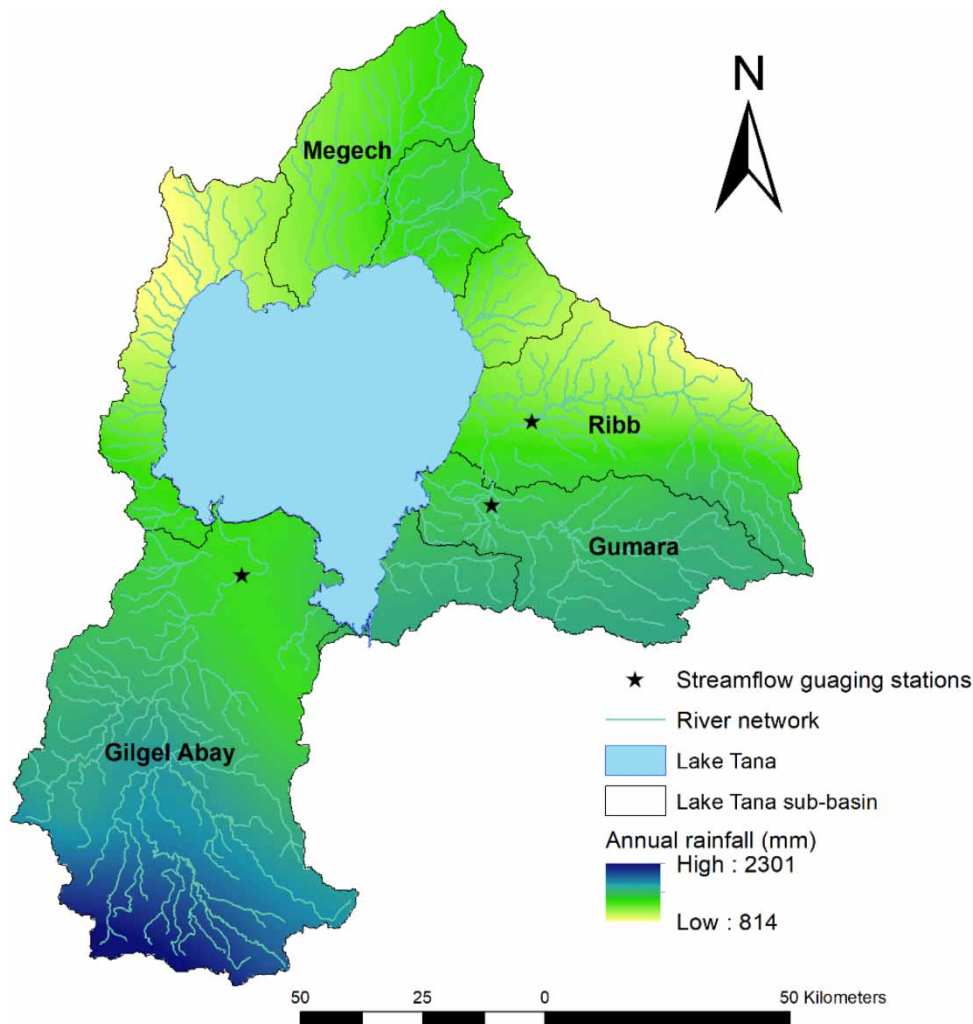 N
Megech
Ribb
Gumara
Gilgel Abay
Streamflow guaging stations
River network
Lake Tana
Lake Tana sub-basin
Annual rainfall (mm)
High : 2301
Low : 814
50 25 0 50 Kilometers